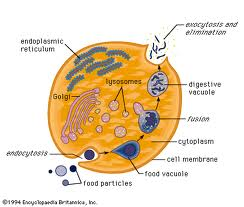 exocytosis and
elimination
endoplasmic
reticulum
lysosomes
digestive
vacuole
Golgi
fusion
cytoplasm
endocytosis
cell membrane
food vacuole
food particles
©1994 Encyclopaedia Britannica, Inc.